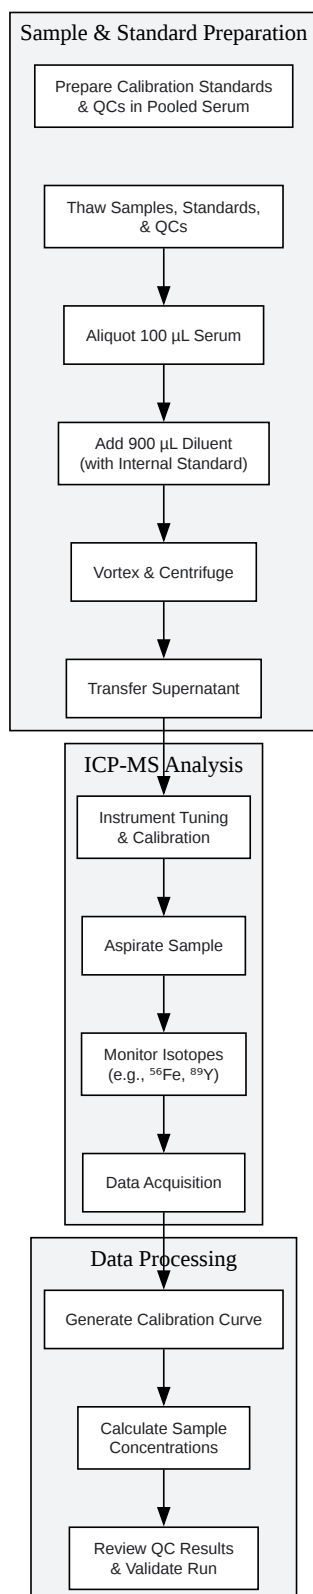 Sample & Standard Preparation
Prepare Calibration Standards
& QCs in Pooled Serum
Thaw Samples, Standards,
& QCs
Aliquot 100 µL Serum
Add 900 µL Diluent
(with Internal Standard)
Vortex & Centrifuge
Transfer Supernatant
ICP-MS Analysis
Instrument Tuning
& Calibration
Aspirate Sample
Monitor Isotopes
(e.g., ⁵⁶Fe, ⁸⁹Y)
Data Acquisition
Data Processing
Generate Calibration Curve
Calculate Sample
Concentrations
Review QC Results
& Validate Run